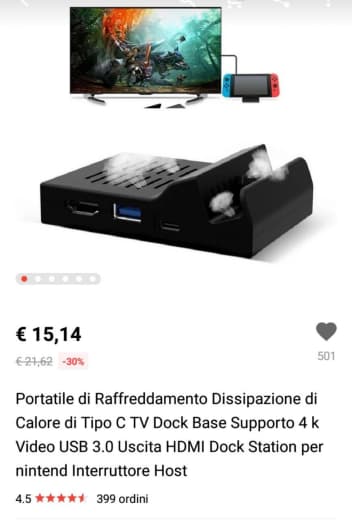 € 15,14
€ 21,62 -30%
501
Portatile di Raffreddamento Dissipazione di
Calore di Tipo C TV Dock Base Supporto 4 k
Video USB 3.0 Uscita HDMI Dock Station per
nintend Interruttore Host
4.5 399 ordini